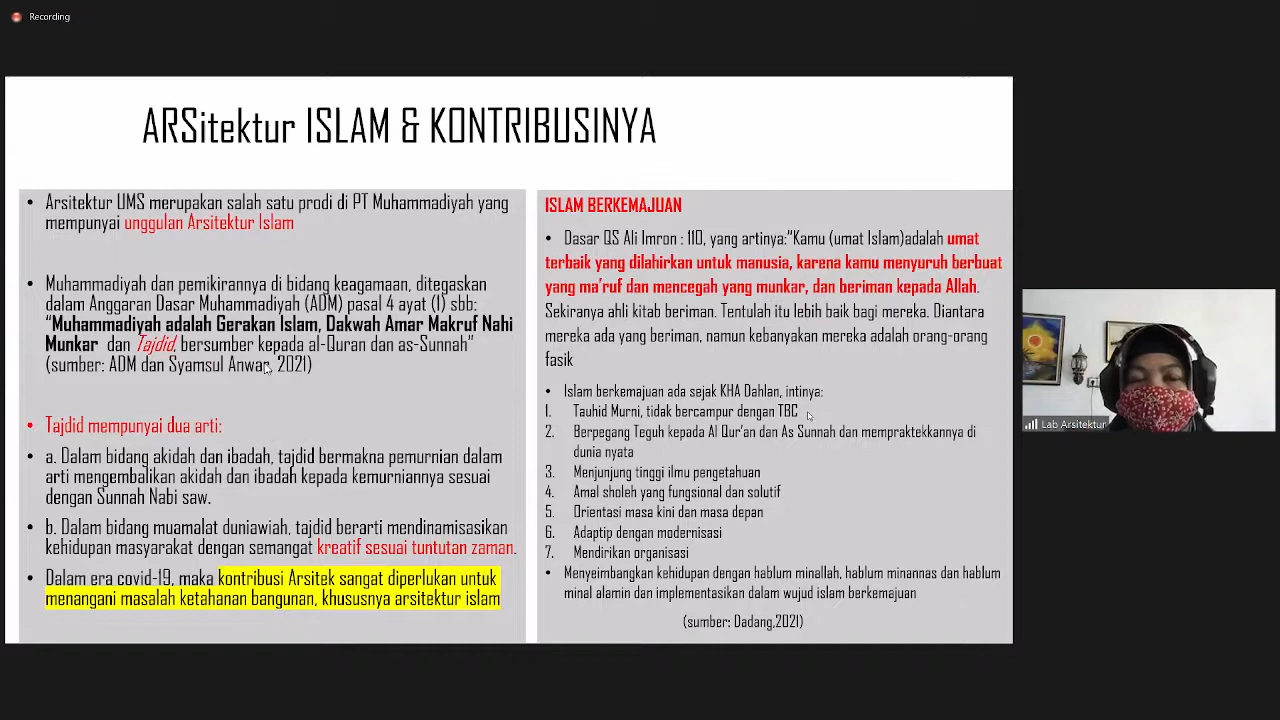 Recording
ARSitektur ISLAM & KONTRIBUSINYA
• Arsitektur UMS merupakan salah satu prodi di PT Muhammadiyah yang
mempunyai unggulan Arsitektur Islam
• Muhammadiyah dan pemikirannya di bidang keagamaan, ditegaskan
dalam Anggaran Dasar Muhammadiyah (ADM) pasal 4 ayat (1) sbb:
“Muhammadiyah adalah Gerakan Islam, Dakwah Amar Makruf Nahi
Munkar dan Tajdid, bersumber kepada al-Quran dan as-Sunnah”
(sumber: ADM dan Syamsul Anwar, 2021)
• Tajdid mempunyai dua arti:
• a. Dalam bidang akidah dan ibadah, tajdid bermakna pemurnian dalam
arti mengembalikan akidah dan ibadah kepada kemurniannya sesuai
dengan Sunnah Nabi saw.
• b. Dalam bidang muamalat duniawiah, tajdid berarti mendinamisasikan
kehidupan masyarakat dengan semangat kreatif sesuai tuntutan zaman.
• Dalam era covid-19, maka kontribusi Arsitek sangat diperlukan untuk
menangani masalah ketahanan bangunan, khususnya arsitektur islam
ISLAM BERKEMAJUAN
• Dasar QS Ali Imron : 110, yang artinya:“Kamu (umat Islam)adalah umat
terbaik yang dilahirkan untuk manusia, karena kamu menyuruh berbuat
yang ma’ruf dan mencegah yang munkar, dan beriman kepada Allah.
Sekiranya ahli kitab beriman. Tentulah itu lebih baik bagi mereka. Diantara
mereka ada yang beriman, namun kebanyakan mereka adalah orang-orang
fasik
• Islam berkemajuan ada sejak KHA Dahlan, intinya:
1. Tauhid Murni, tidak bercampur dengan TBC
2. Berpegang Teguh kepada Al Qur’an dan As Sunnah dan mempraktekkannya di
dunia nyata
3. Menjunjung tinggi ilmu pengetahuan
4. Amal sholeh yang fungsional dan solutif
5. Orientasi masa kini dan masa depan
6. Adaptip dengan modernisasi
7. Mendirikan organisasi
• Menyeimbangkan kehidupan dengan hablum minallah, hablum minannas dan hablum
minal alamin dan implementasikan dalam wujud islam berkemajuan
(sumber: Dadang,2021)
Lab Arsitektur